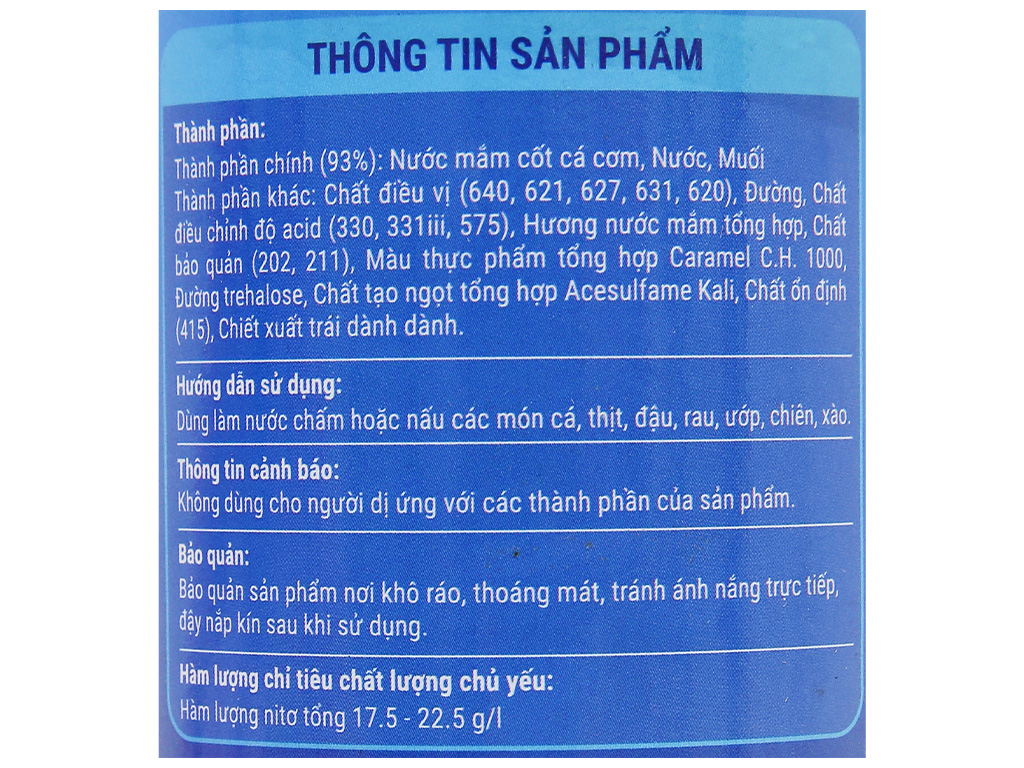 THÔNG TIN SẢN PHẨM
Thành phần:
Thành phần chính (93%): Nước mắm cốt cá cơm, Nước, Muối
Thành phần khác: Chất điều vị (640, 621, 627, 631, 620), Đường, Chất
điều chỉnh độ acid (330, 331iii, 575), Hương nước mắm tổng hợp, Chất
bảo quản (202, 211), Màu thực phẩm tổng hợp Caramel C.H. 1000,
Đường trehalose, Chất tạo ngọt tổng hợp Acesulfame Kali, Chất ổn định
(415), Chiết xuất trái dành dành.
Hướng dẫn sử dụng:
Dùng làm nước chấm hoặc nấu các món cá, thịt, đậu, rau, ướp, chiên, xào.
Thông tin cảnh báo:
Không dùng cho người dị ứng với các thành phần của sản phẩm.
Bảo quản:
Bảo quản sản phẩm nơi khô ráo, thoáng mát, tránh ánh nắng trực tiếp,
đậy nắp kín sau khi sử dụng.
Hàm lượng chỉ tiêu chất lượng chủ yếu:
Hàm lượng nitơ tổng 17.5 - 22.5 g/l